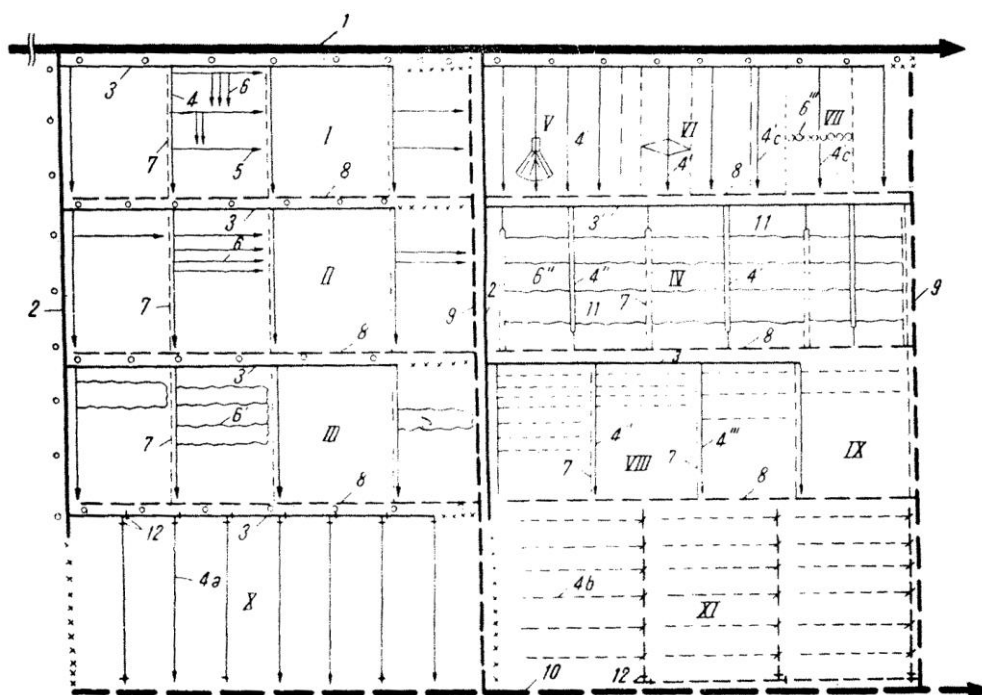 1
3 4 6 I 7 5 8
V 4 VI 4' 4'c 6''' VII 4c 8
3 6 II 2 7 8 9
3 11 6'' 4'' IV 4' 2 7 11 8 9
3 6 III 7 8
3 4'' 4''' 7 VIII 7 IX 8
12 3 4a X
4b XI
10 12